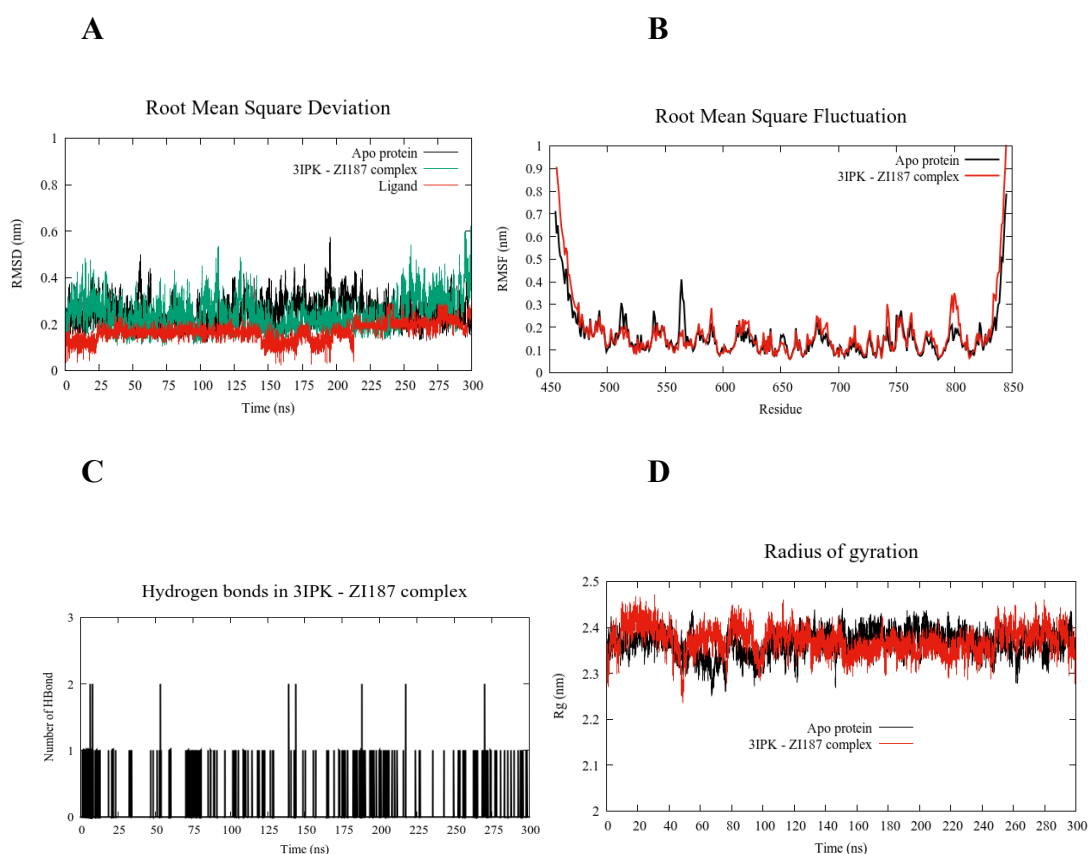 A
Root Mean Square Deviation
1
0.8
0.6
0.4
0.2
0
RMSD (nm)
Apo protein
3IPK - ZI187 complex
Ligand
0 25 50 75 100 125 150 175 200 225 250 275 300
Time (ns)
B
Root Mean Square Fluctuation
1
0.9
0.8
0.7
0.6
0.5
0.4
0.3
0.2
0.1
0
RMSF (nm)
Apo protein
3IPK - ZI187 complex
450 500 550 600 650 700 750 800 850
Residue
C
Hydrogen bonds in 3IPK - ZI187 complex
3
2
1
0
Number of HBond
0 25 50 75 100 125 150 175 200 225 250 275 300
Time (ns)
D
Radius of gyration
2.5
2.4
2.3
2.2
2.1
2
Rg (nm)
Apo protein
3IPK - ZI187 complex
0 20 40 60 80 100 120 140 160 180 200 220 240 260 280 300
Time (ns)